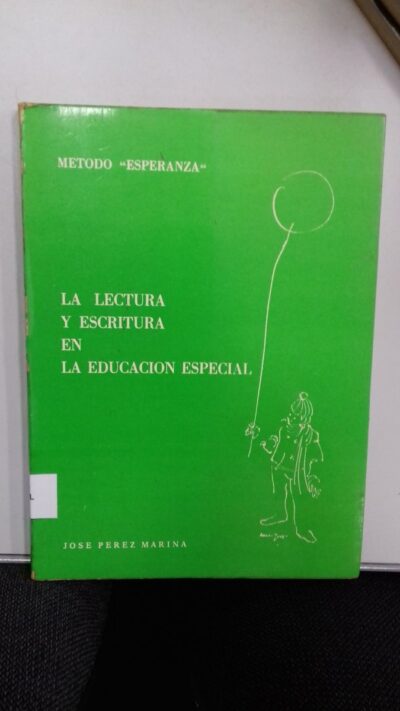 METODO "ESPERANZA"
LA LECTURA
Y ESCRITURA
EN
LA EDUCACION ESPECIAL
JOSE PEREZ MARINA